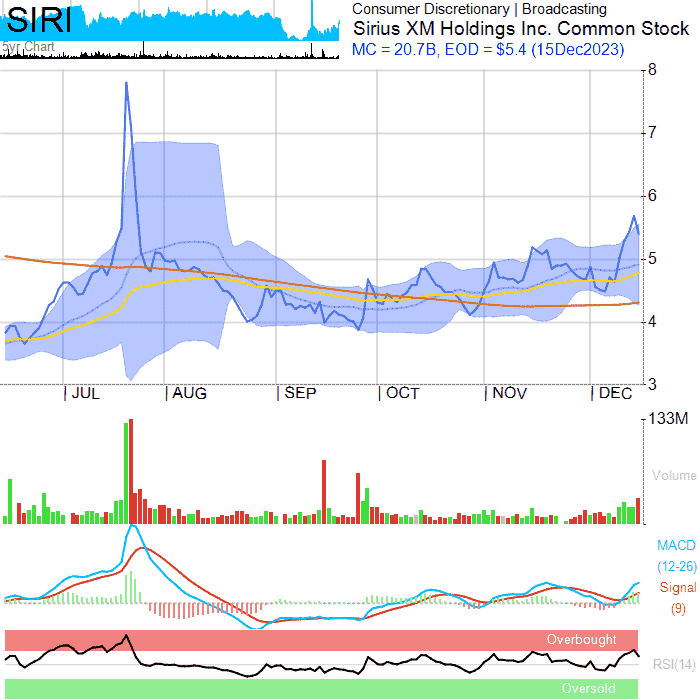 SIRI
5yr Chart
Consumer Discretionary | Broadcasting
Sirius XM Holdings Inc. Common Stock
MC = 20.7B, EOD = $5.4 (15Dec2023)
8
7
6
5
4
3
JUL AUG SEP OCT NOV DEC
133M
Volume
MACD
(12-26)
Signal
(9)
Overbought
RSI(14)
Oversold